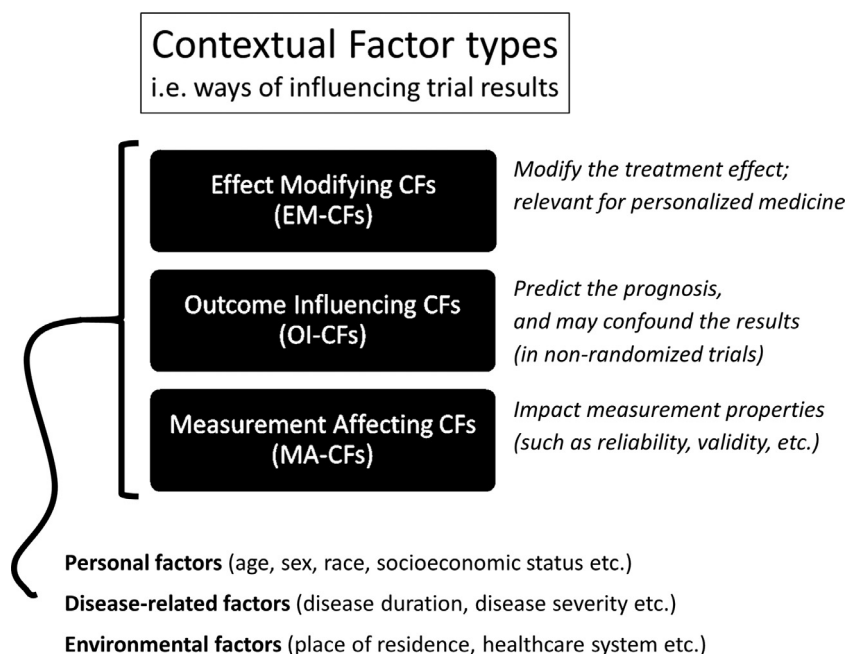 Contextual Factor types
i.e. ways of influencing trial results
Effect Modifying CFs
(EM-CFs)
Modify the treatment effect;
relevant for personalized medicine
Outcome Influencing CFs
(OI-CFs)
Predict the prognosis,
and may confound the results
(in non-randomized trials)
Measurement Affecting CFs
(MA-CFs)
Impact measurement properties
(such as reliability, validity, etc.)
Personal factors (age, sex, race, socioeconomic status etc.)
Disease-related factors (disease duration, disease severity etc.)
Environmental factors (place of residence, healthcare system etc.)